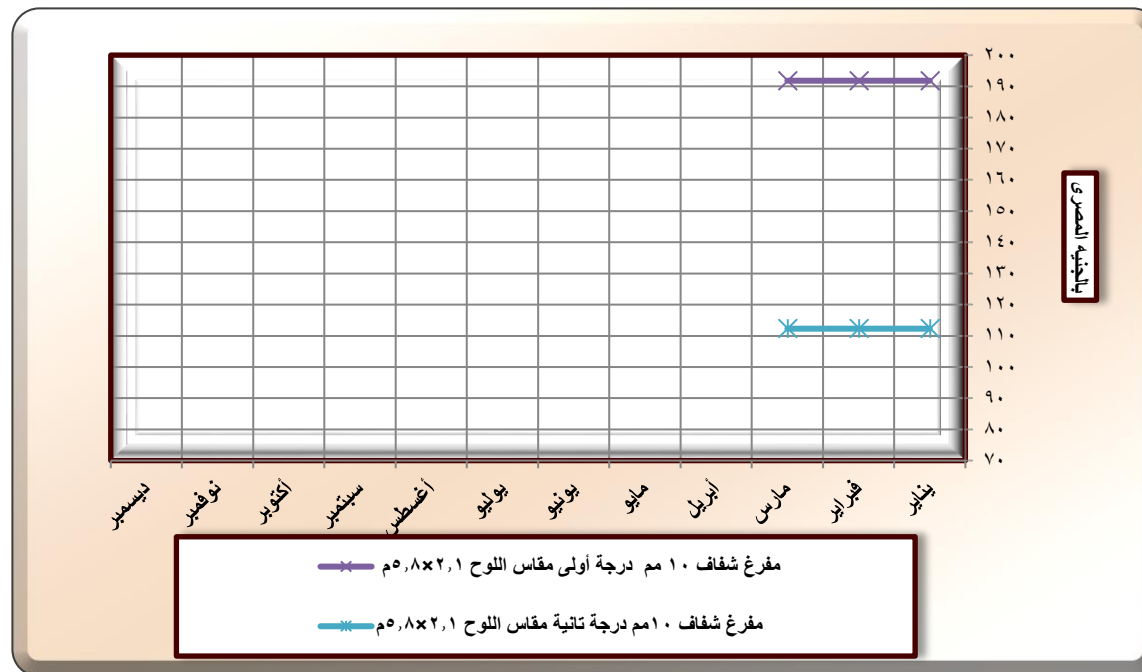 ٢٠٠
١٩٠
١٨٠
١٧٠
١٦٠
١٥٠
١٤٠
١٣٠
١٢٠
١١٠
١٠٠
٩٠
٨٠
٧٠
بالجنيه المصرى
يناير
فبراير
مارس
أبريل
مايو
يونيو
يوليو
أغسطس
سبتمبر
أكتوبر
نوفمبر
ديسمبر
مفرغ شفاف ١٠ مم درجة أولى مقاس اللوح ٢,١×٥,٨م
مفرغ شفاف ١٠مم درجة تانية مقاس اللوح ٢,١×٥,٨م